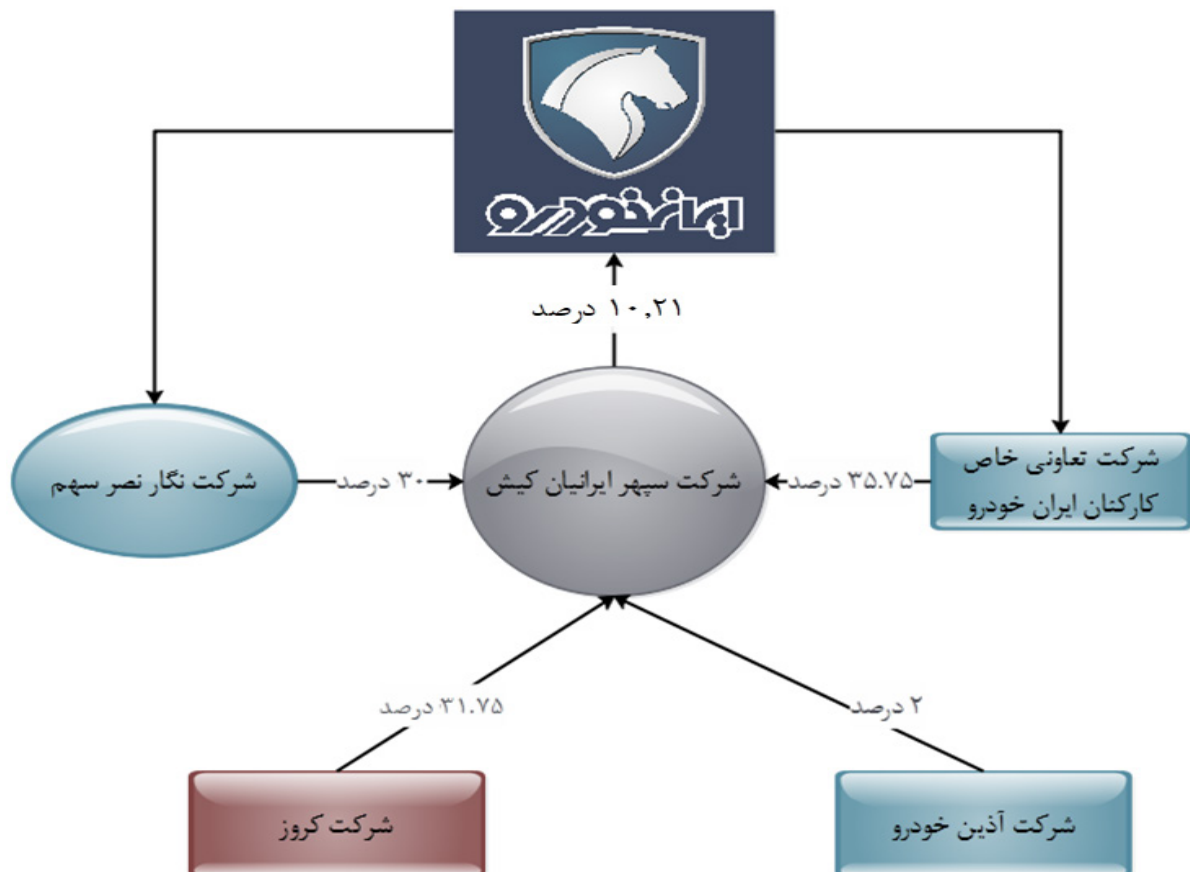 ایران‌خودرو
۱۰,۲۱ درصد
شرکت تعاونی خاص
کارکنان ایران خودرو
۳۵.۷۵ درصد
شرکت سپهر ایرانیان کیش
۳۰ درصد
شرکت نگار نصر سهم
۲ درصد
۳۱.۷۵ درصد
شرکت آذین خودرو
شرکت کروز